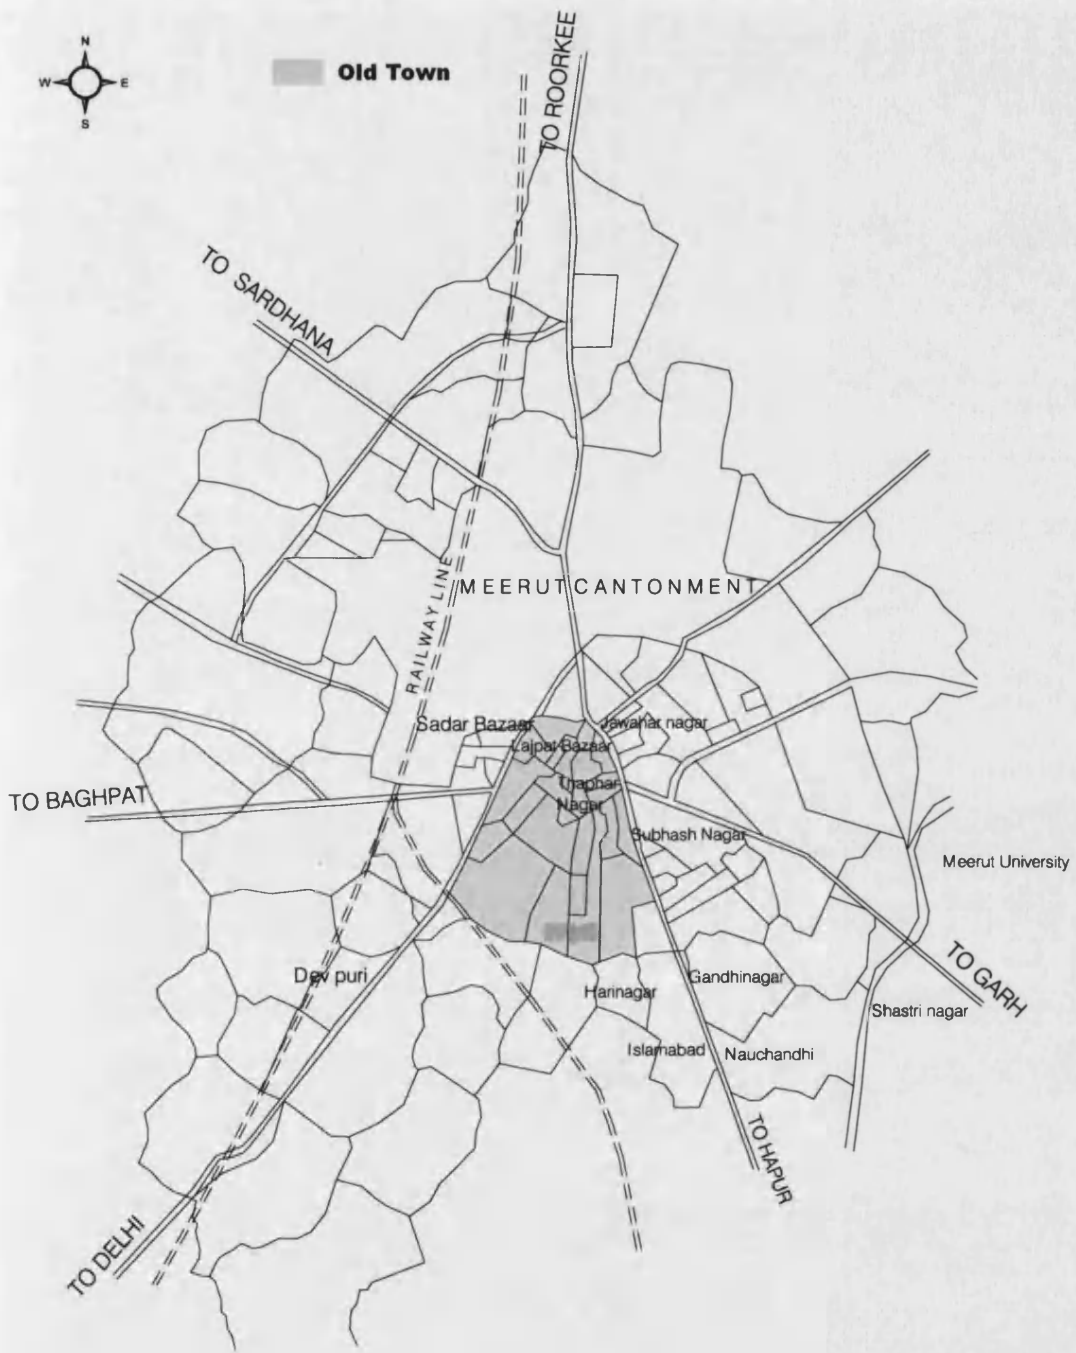 N
W E
S
Old Town
TO ROORKEE
TO SARDHANA
RAILWAY LINE
MEERUT CANTONMENT
Sadar Bazaar
Jawahar nagar
Lajpat Bazaar
Thaphar
Nagar
TO BAGHPAT
Subhash Nagar
Meerut University
Dev puri
Gandhinagar
Harinagar
TO GARH
Shastri nagar
Islamabad
Nauchandhi
TO HAPUR
TO DELHI